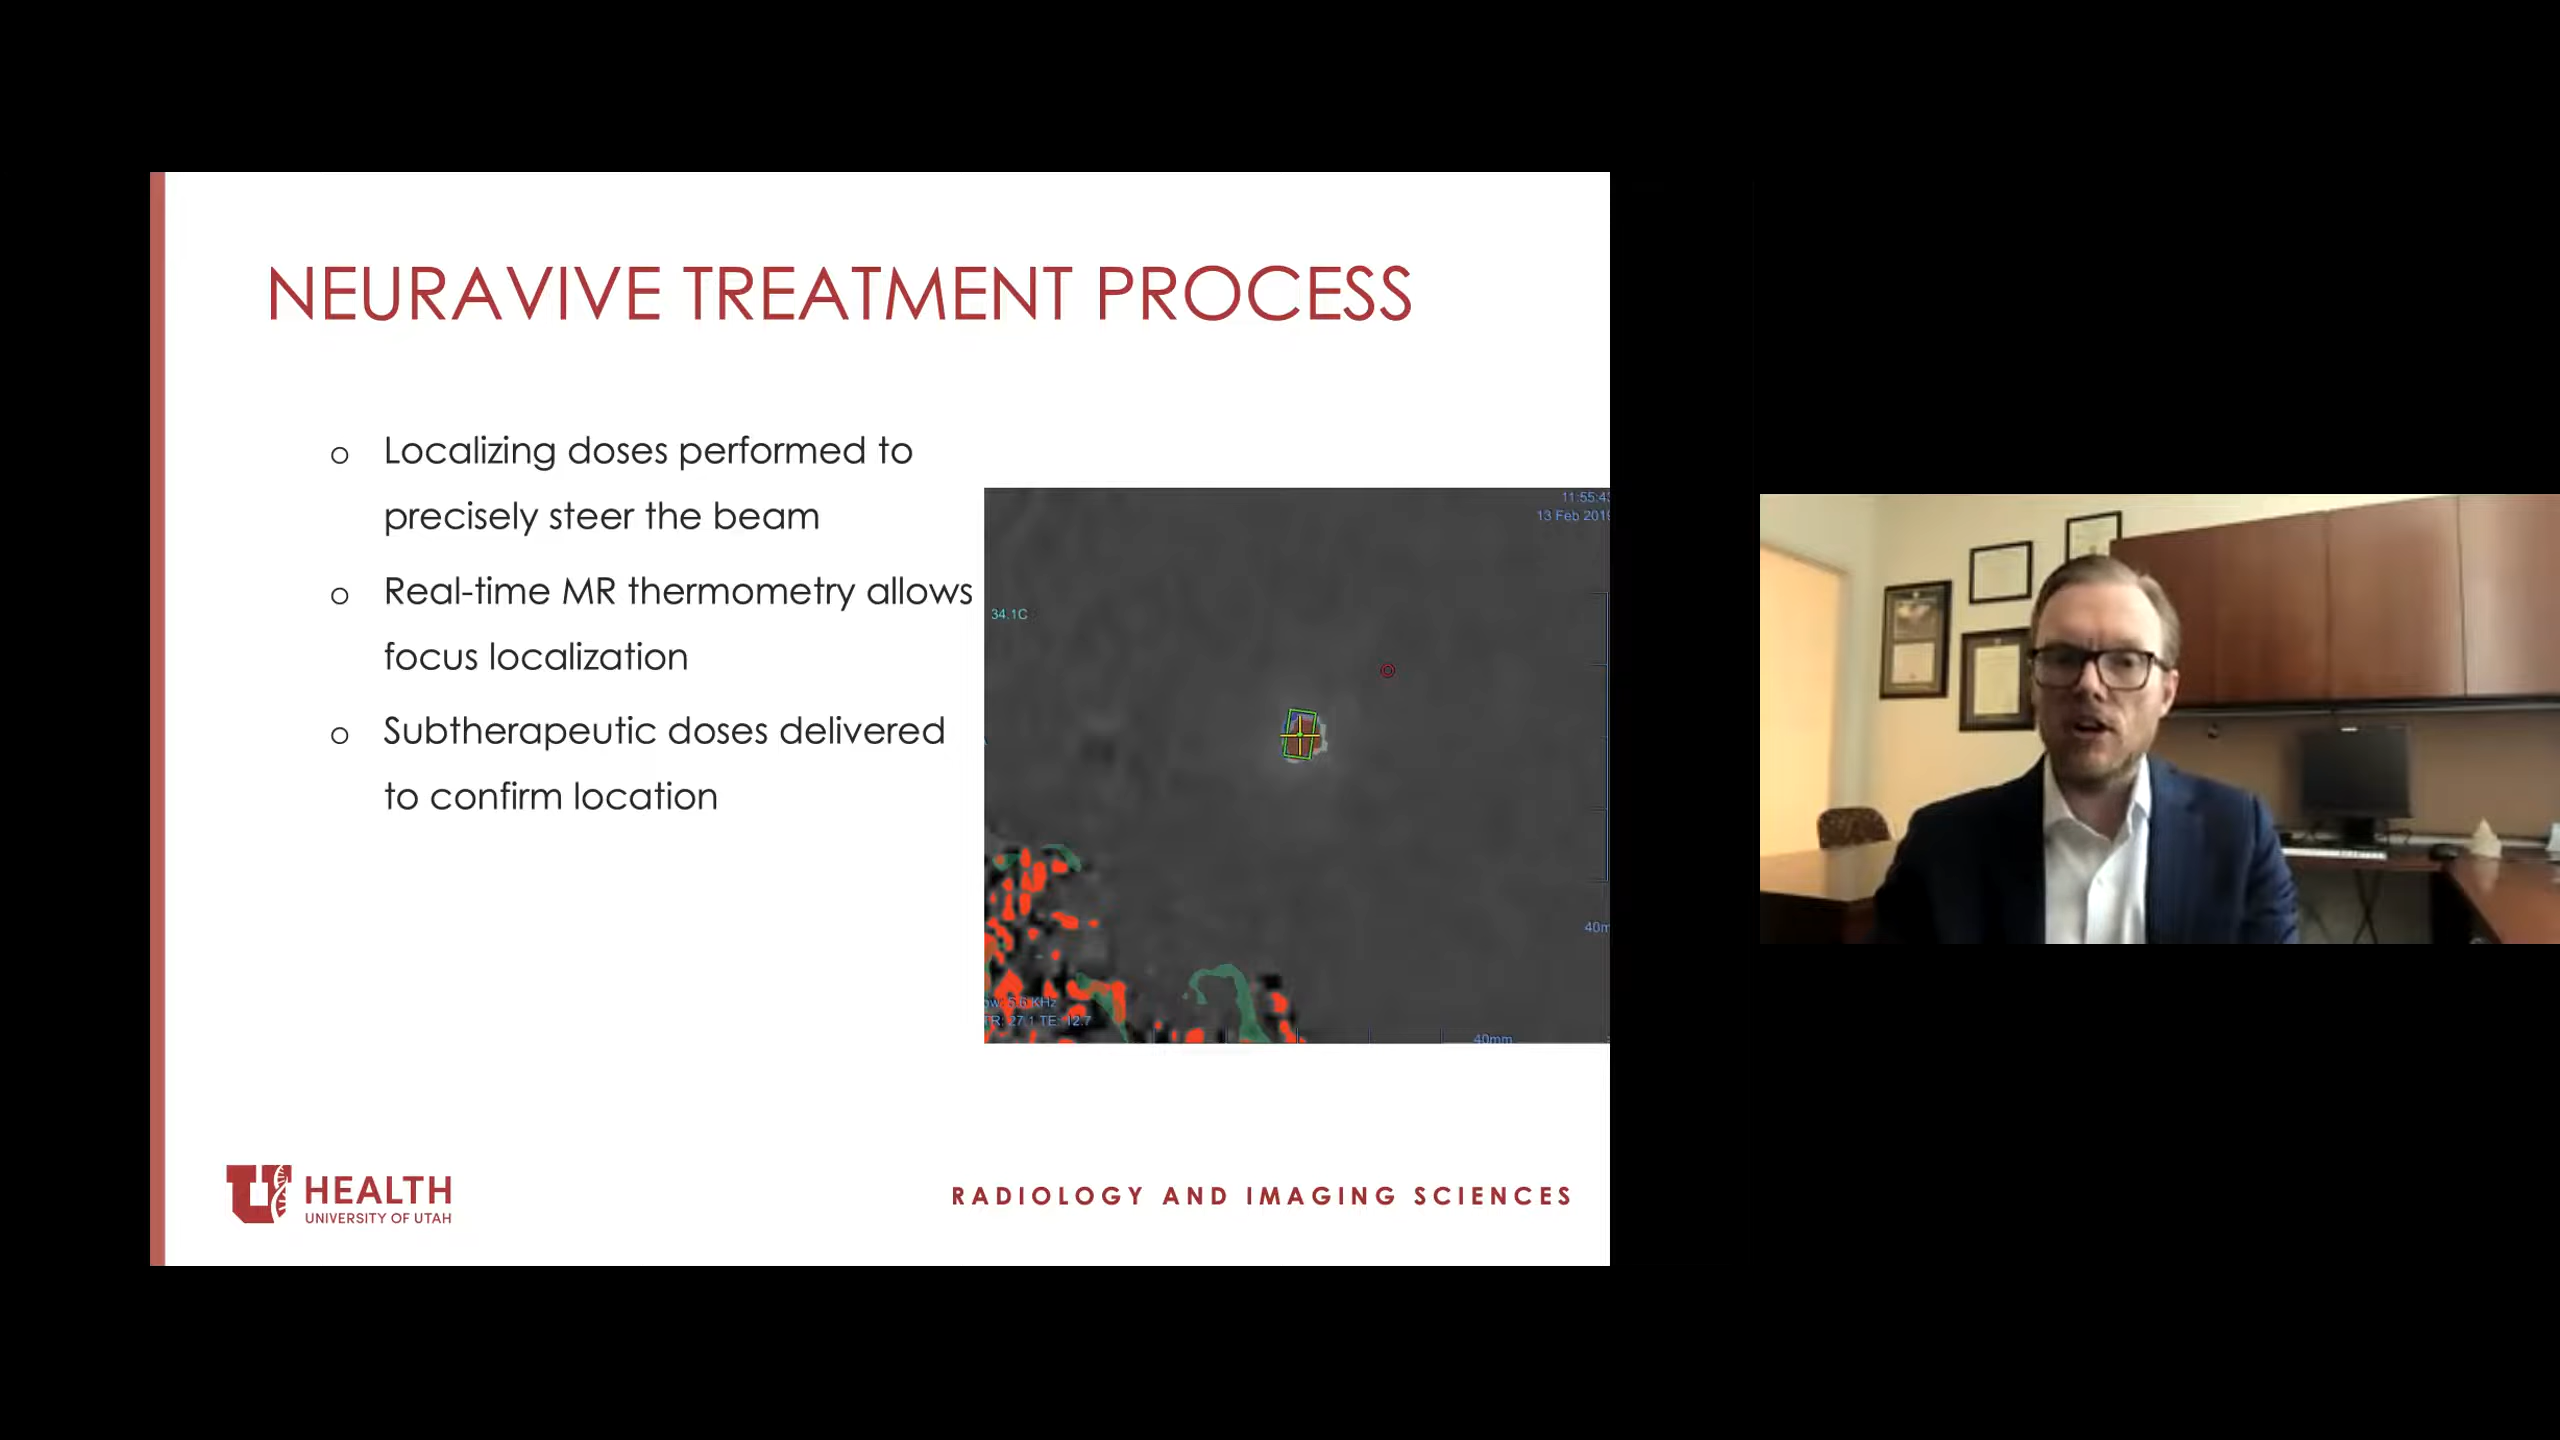 NEURAVIVE TREATMENT PROCESS
o Localizing doses performed to
precisely steer the beam
o Real-time MR thermometry allows
focus localization
o Subtherapeutic doses delivered
to confirm location
11:55:43
13 Feb 201
34.1C
40m
5.6 KHz
TR: 27.1 TE: 12.7
40mm
U HEALTH
UNIVERSITY OF UTAH
RADIOLOGY AND IMAGING SCIENCES